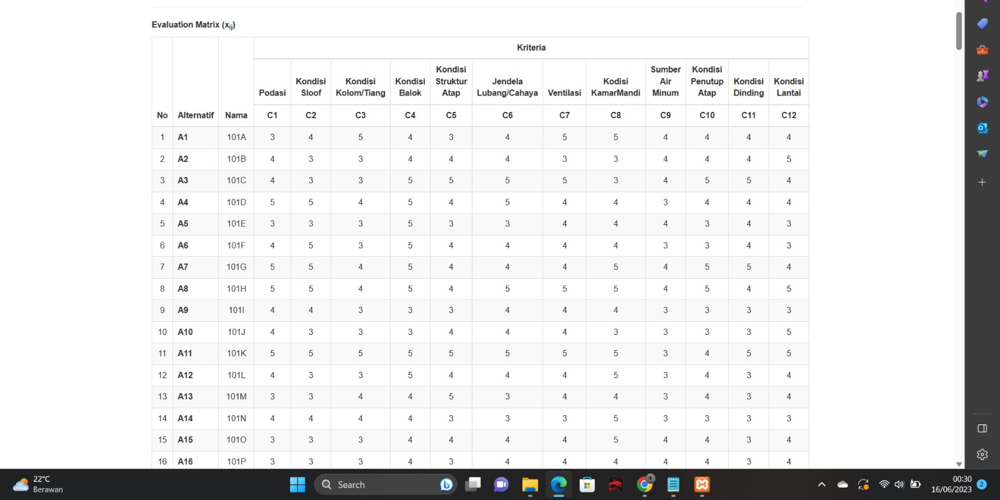 Evaluation Matrix (xij)
Kriteria
No Alternatif Nama Podasi Kondisi Sloof Kondisi Kolom/Tiang Kondisi Balok Kondisi Struktur Atap Jendela Lubang/Cahaya Ventilasi Kodisi KamarMandi Sumber Air Minum Kondisi Penutup Atap Kondisi Dinding Kondisi Lantai
C1 C2 C3 C4 C5 C6 C7 C8 C9 C10 C11 C12
1 A1 101A 3 4 5 4 3 4 5 5 4 4 4 4
2 A2 101B 4 3 3 4 4 4 3 3 4 4 4 5
3 A3 101C 4 3 3 5 5 5 5 3 4 5 5 4
4 A4 101D 5 5 4 5 4 5 4 4 3 4 4 4
5 A5 101E 3 3 3 5 3 3 4 4 4 3 4 3
6 A6 101F 4 5 3 5 4 4 4 4 3 3 4 3
7 A7 101G 5 5 4 5 4 4 4 5 4 5 5 4
8 A8 101H 5 5 4 5 4 5 5 5 4 5 4 5
9 A9 101I 4 4 3 3 3 4 4 4 3 3 3 3
10 A10 101J 4 3 3 3 4 4 4 3 3 3 3 5
11 A11 101K 5 5 5 5 5 5 5 5 3 4 5 5
12 A12 101L 4 3 3 5 4 4 4 5 3 4 3 4
13 A13 101M 3 3 4 4 5 3 4 4 3 4 3 4
14 A14 101N 4 4 4 4 3 3 3 5 3 3 3 3
15 A15 101O 3 3 3 4 4 4 4 5 4 4 3 4
16 A16 101P 3 3 3 4 3 4 4 4 4 4 3 4
22°C
Berawan
Search
00:30
16/06/2023
2